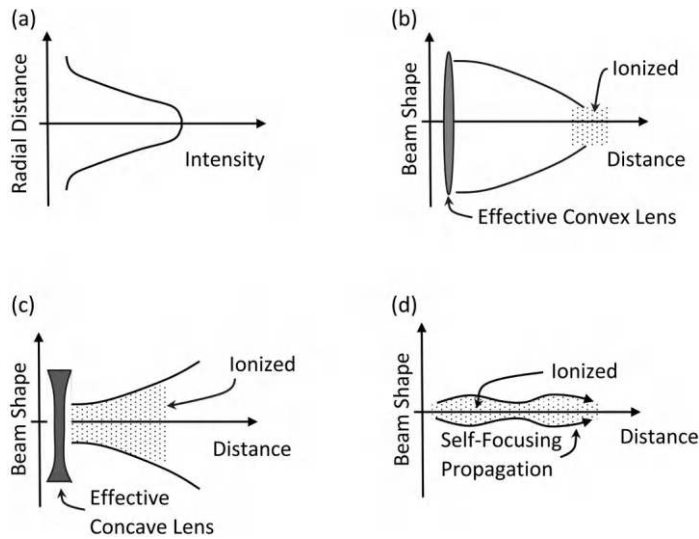 (a)
Radial Distance
Intensity
(b)
Beam Shape
Ionized
Distance
Effective Convex Lens
(c)
Beam Shape
Ionized
Distance
Effective
Concave Lens
(d)
Beam Shape
Ionized
Distance
Self-Focusing
Propagation